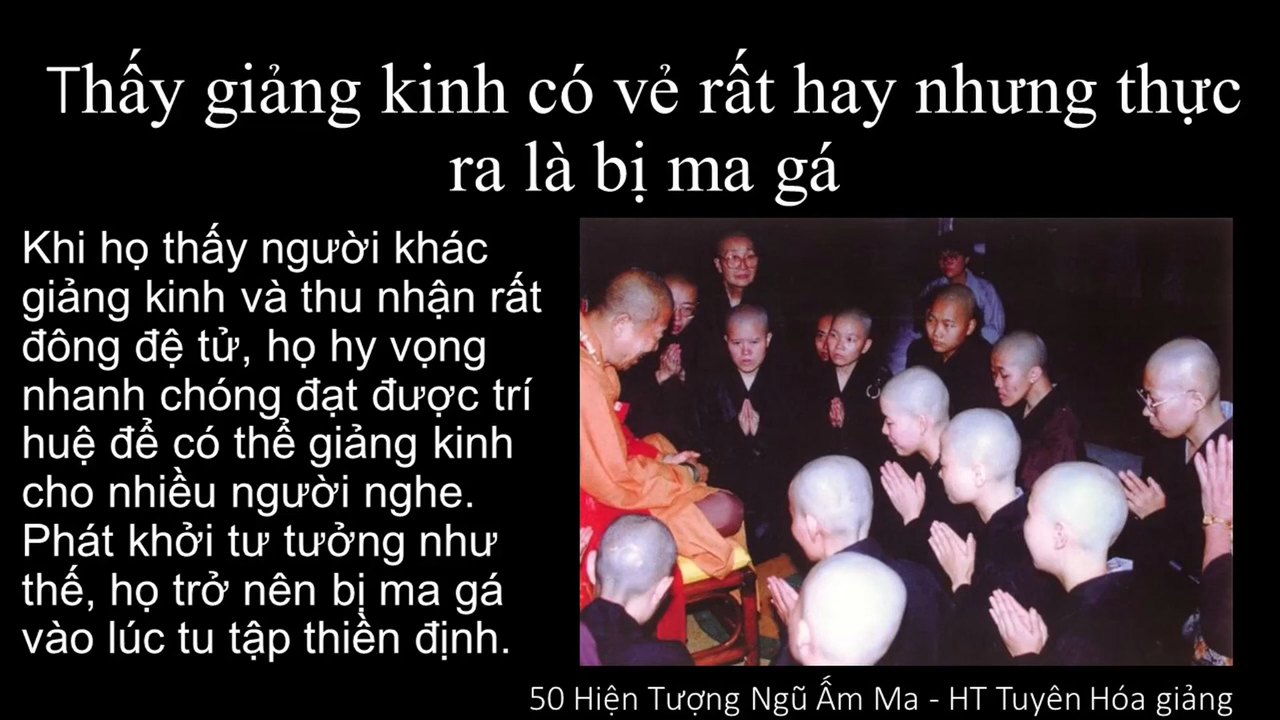 Thấy giảng kinh có vẻ rất hay nhưng thực
ra là bị ma gá
Khi họ thấy người khác
giảng kinh và thu nhận rất
đông đệ tử, họ hy vọng
nhanh chóng đạt được trí
huệ để có thể giảng kinh
cho nhiều người nghe.
Phát khởi tư tưởng như
thế, họ trở nên bị ma gá
vào lúc tu tập thiền định.
50 Hiện Tượng Ngũ Ấm Ma - HT Tuyên Hóa giảng